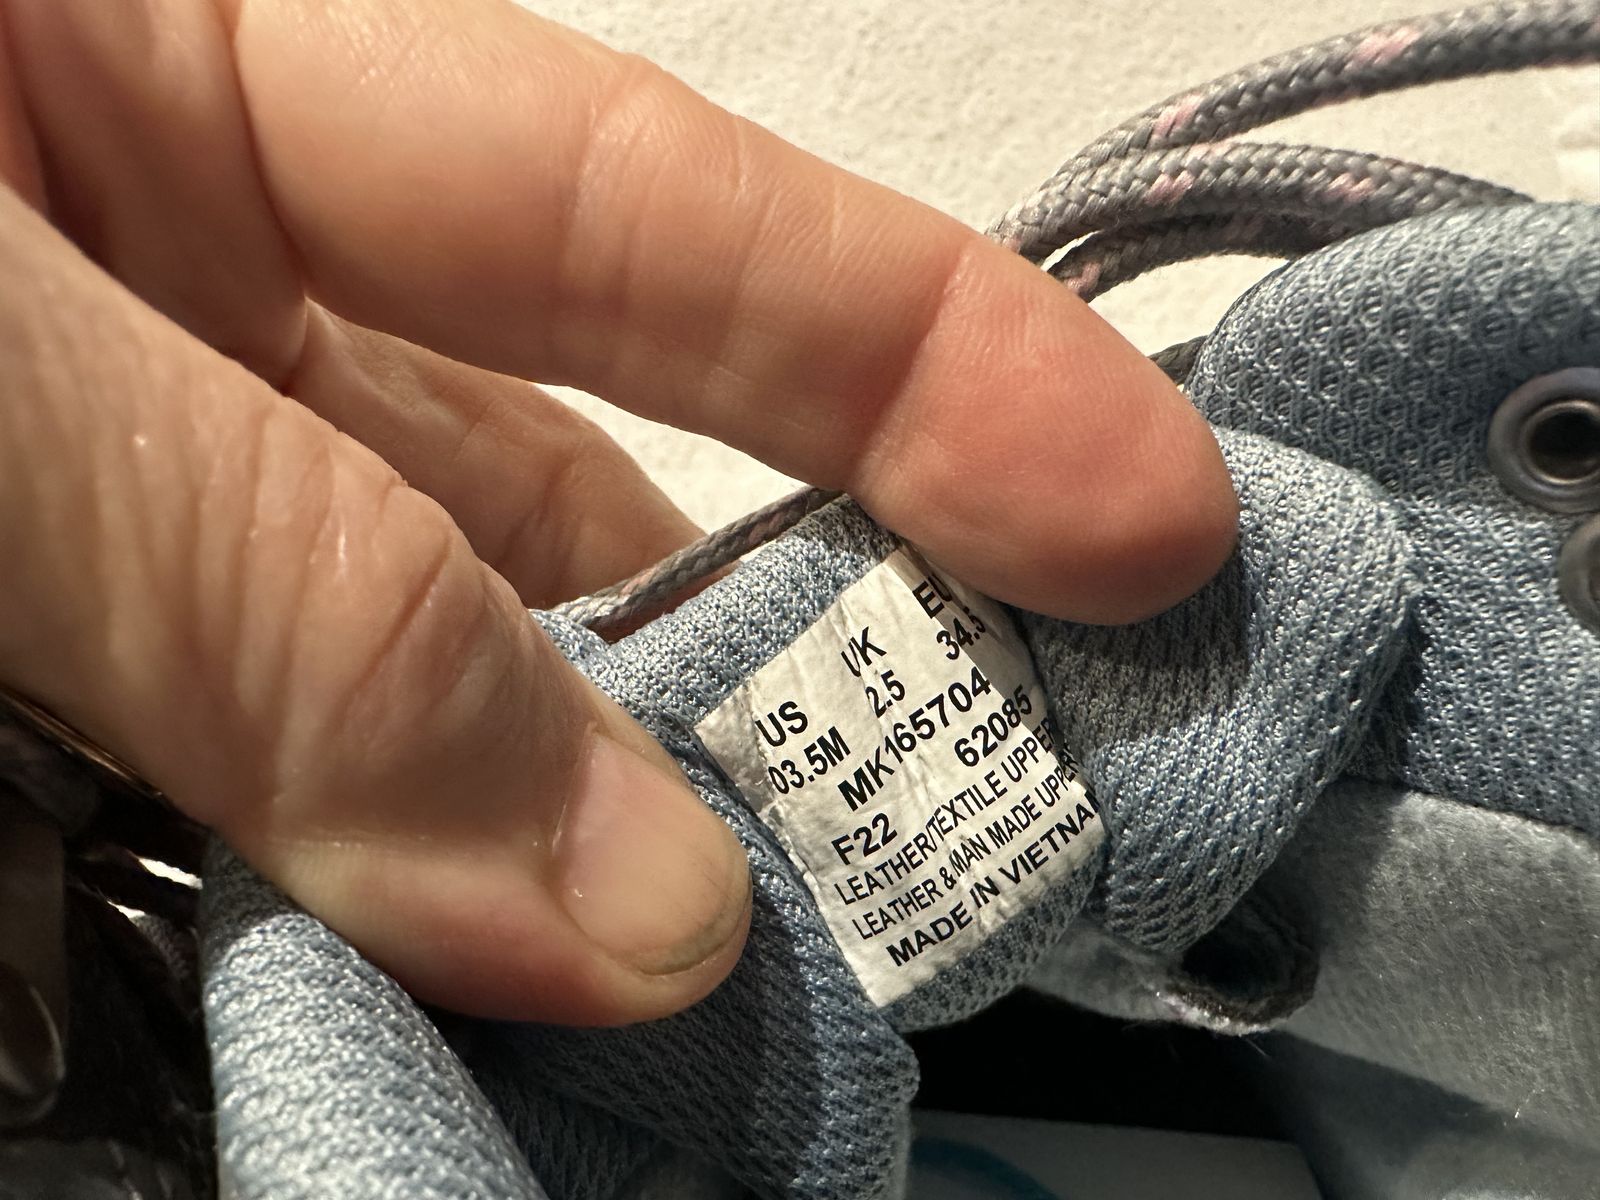 US UK EU
03.5M 2.5 34.5
MK165704
62085
F22
LEATHER/TEXTILE UPPER
LEATHER & MAN MADE UPPER
MADE IN VIETNAM